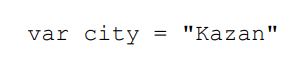 var city = "Kazan"